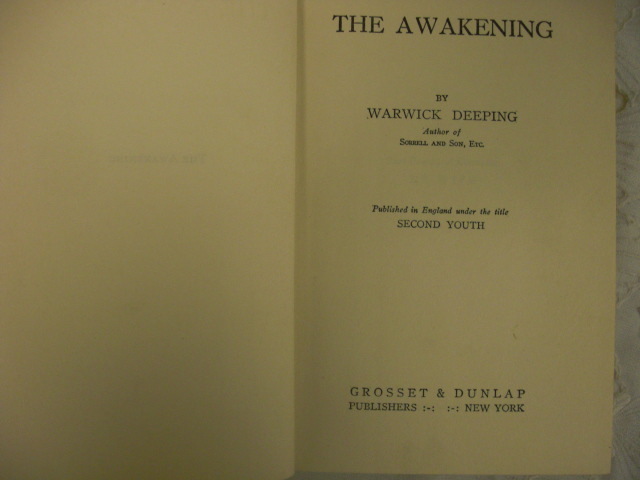 THE AWAKENING
BY
WARWICK DEEPING
Author of
SORRELL AND SON, ETC.
Published in England under the title
SECOND YOUTH
GROSSET & DUNLAP
PUBLISHERS :-: :-: NEW YORK